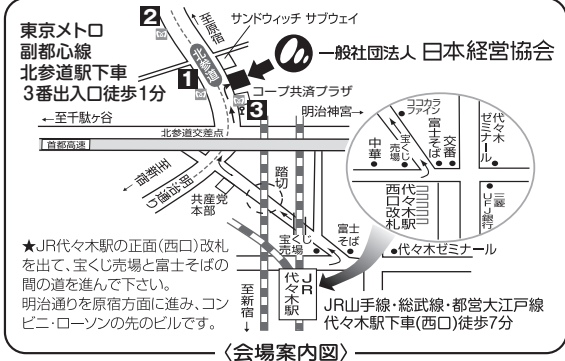 東京メトロ
副都心線
北参道駅下車
3番出入口徒歩1分
2
至原宿
サンドウィッチ サブウェイ
北参道
1
一般社団法人 日本経営協会
コープ共済プラザ
3
←至千駄ヶ谷
明治神宮→
北参道交差点
首都高速
至新宿
明治通り
共産党
本部
踏切
ココカラ
ファイン
宝くじ
売場
中華
富士そば
交番
代々木
ゼミナール
代々木駅
西口改札
三菱
UFJ銀行
宝くじ
売場
富士
そば
代々木ゼミナール
★JR代々木駅の正面(西口)改札
を出て、宝くじ売場と富士そばの
間の道を進んで下さい。
明治通りを原宿方面に進み、コン
ビニ・ローソンの先のビルです。
至新宿
JR
代々木駅
JR山手線・総武線・都営大江戸線
代々木駅下車(西口)徒歩7分
〈会場案内図〉